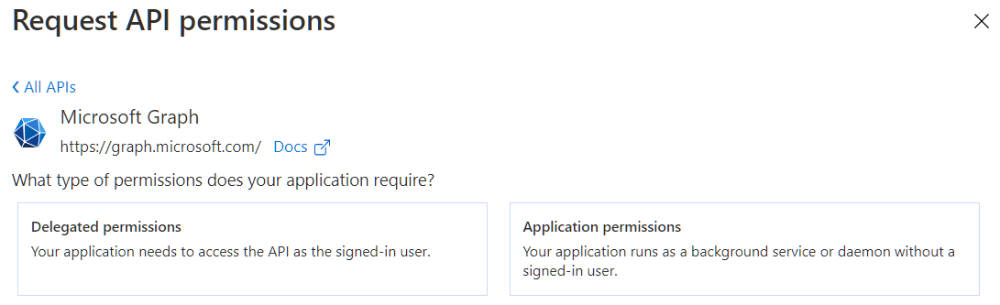 Request API permissions
All APIs
Microsoft Graph
https://graph.microsoft.com/ Docs
What type of permissions does your application require?
Delegated permissions
Your application needs to access the API as the signed-in user.
Application permissions
Your application runs as a background service or daemon without a
signed-in user.